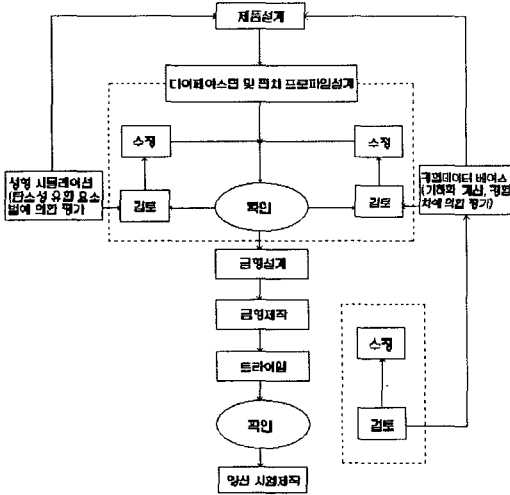 제품설계
다이페이스면 및 펀치 프로파일설계
수정
수정
성형 시뮬레이션
(탄소성 유한 요소
법에 의한 평가
검토
확인
검토
경험데이터 베이스
(기하학 계산, 경험
치에 의한 평가)
금형설계
금형제작
트라이얼
확인
양산 시험제작
수정
검토